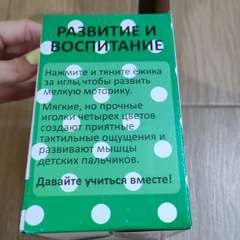 РАЗВИТИЕ И
ВОСПИТАНИЕ
Нажмите и тяните ёжика
за иглы, чтобы развить
мелкую моторику.
Мягкие, но прочные
иголки четырех цветов
создают приятные
тактильные ощущения и
развивают мышцы
детских пальчиков.
Давайте учиться вместе!